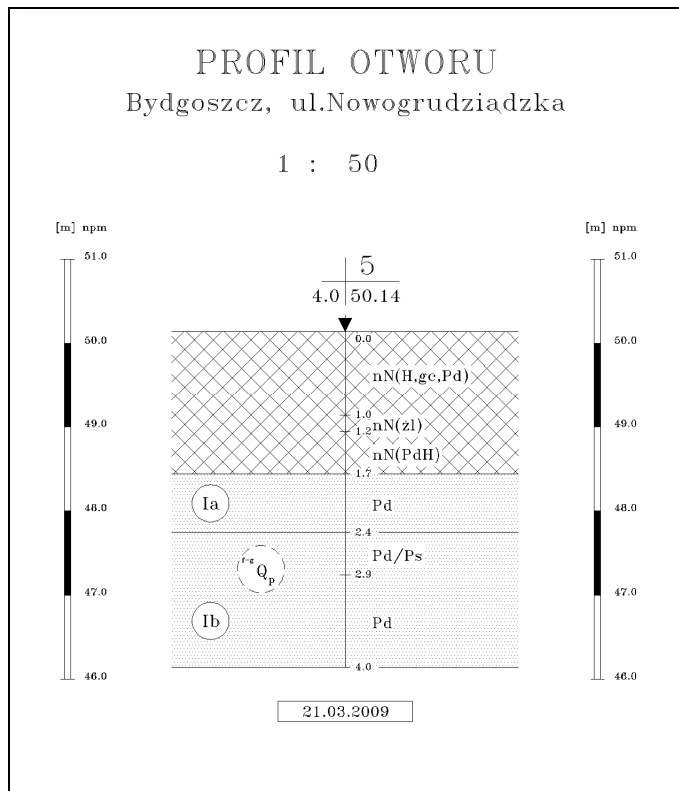 PROFIL OTWORU
Bydgoszcz, ul.Nowogrudziądzka
1 : 50
[m] npm
[m] npm
51.0
51.0
5
4.0 50.14
50.0
0.0
50.0
nN(H,gc,Pd)
49.0
1.0
49.0
nN(żl)
1.2
nN(PdH)
1.7
Ia
Pd
48.0
48.0
2.4
Pd/Ps
f-g Qp
2.9
47.0
47.0
Ib
Pd
4.0
46.0
46.0
21.03.2009